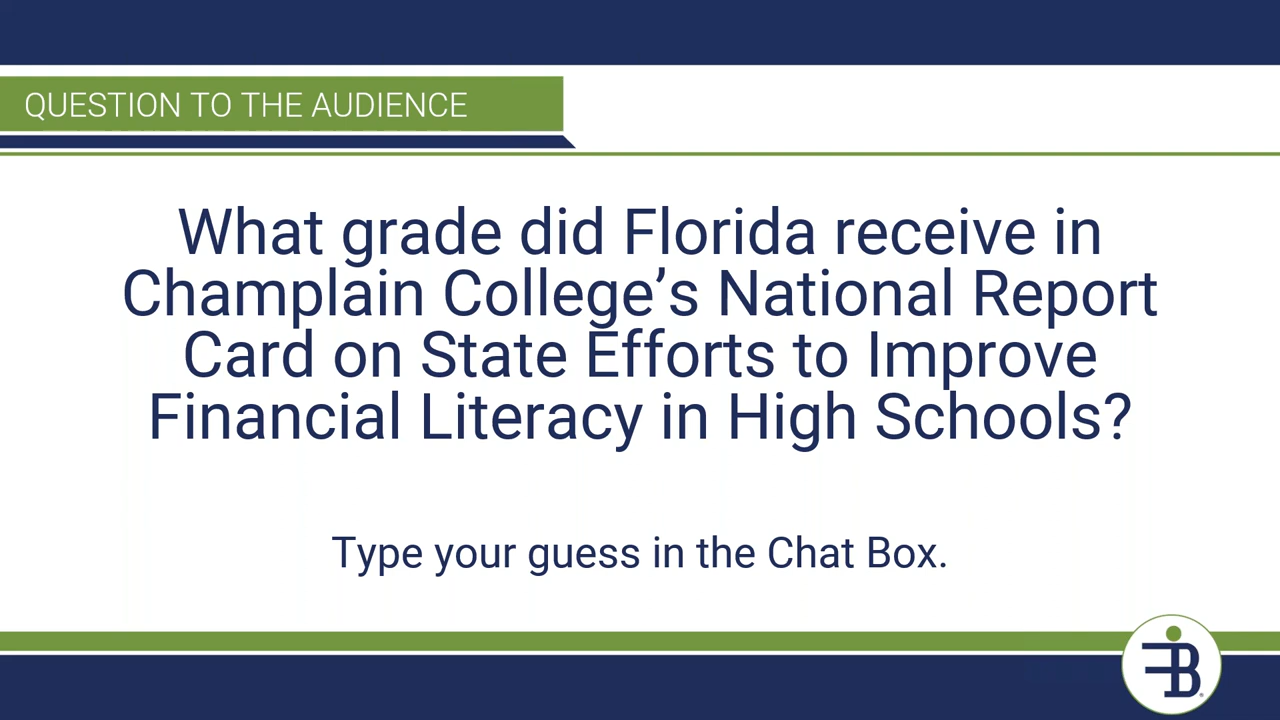 QUESTION TO THE AUDIENCE
What grade did Florida receive in
Champlain College’s National Report
Card on State Efforts to Improve
Financial Literacy in High Schools?
Type your guess in the Chat Box.